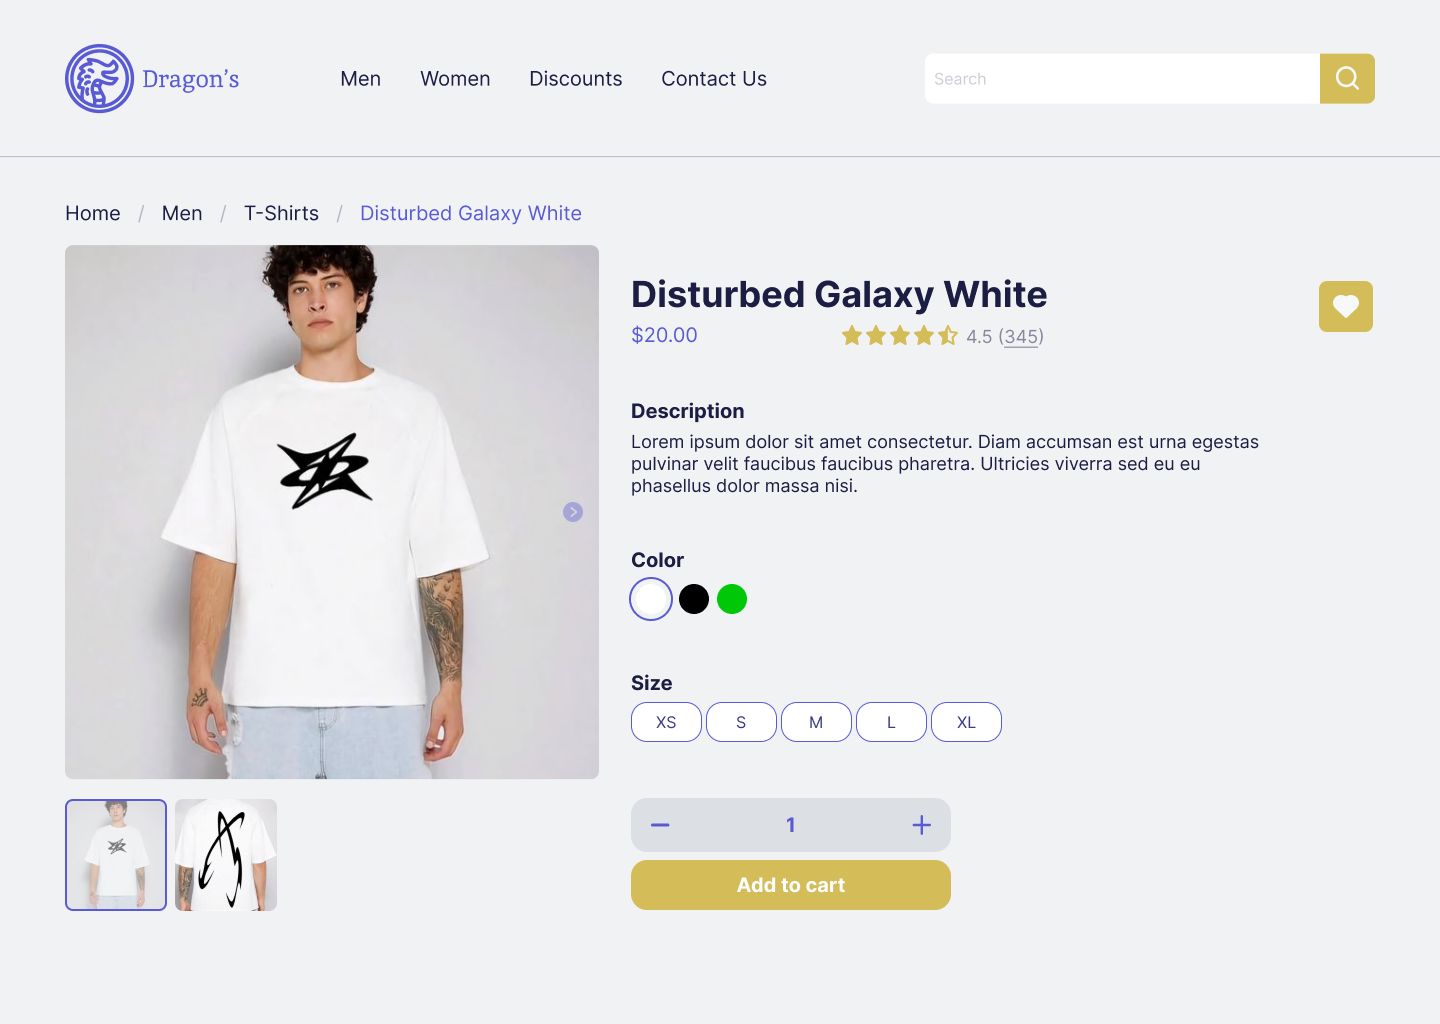 Dragon's
Men Women Discounts Contact Us
Search
Home / Men / T-Shirts / Disturbed Galaxy White
Disturbed Galaxy White
$20.00
4.5 (345)
Description
Lorem ipsum dolor sit amet consectetur. Diam accumsan est urna egestas
pulvinar velit faucibus faucibus pharetra. Ultricies viverra sed eu eu
phasellus dolor massa nisi.
Color
Size
XS S M L XL
1
Add to cart